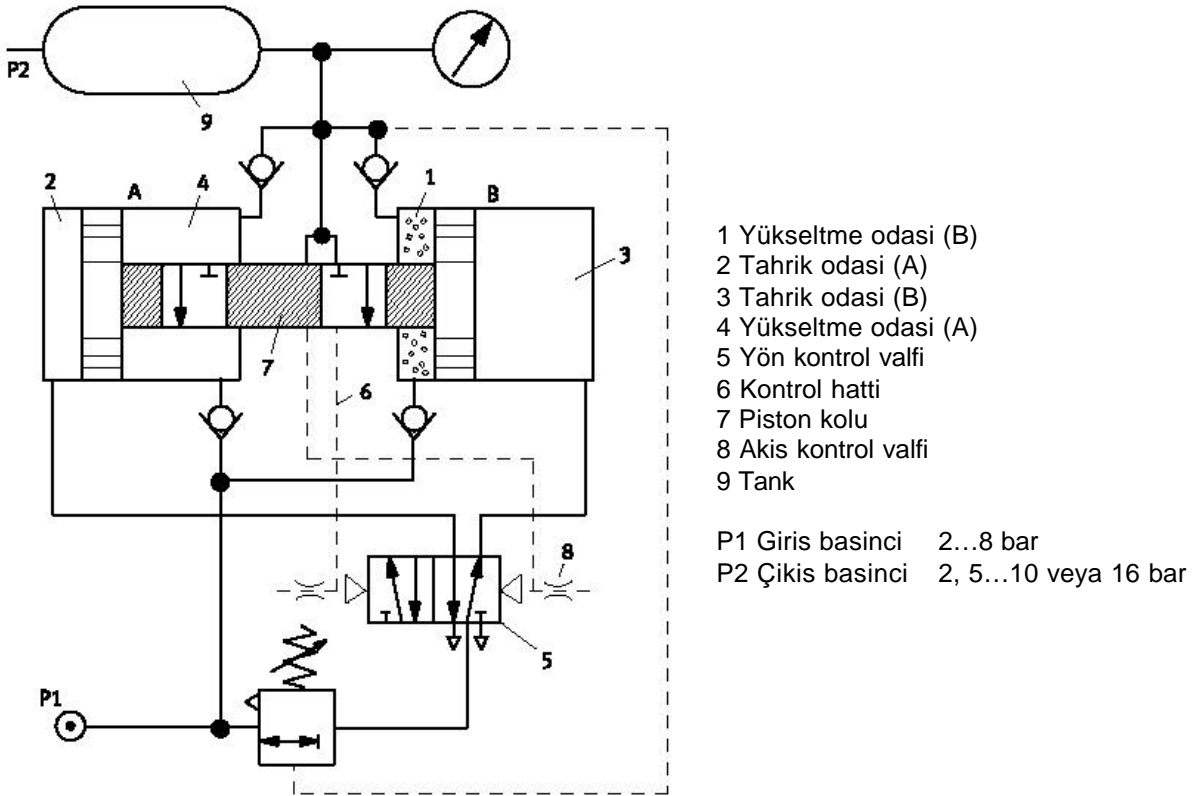 P2
9
2
A
4
1
B
3
7
6
8
5
P1
1 Yükseltme odasi (B)
2 Tahrik odasi (A)
3 Tahrik odasi (B)
4 Yükseltme odasi (A)
5 Yön kontrol valfi
6 Kontrol hatti
7 Piston kolu
8 Akis kontrol valfi
9 Tank
P1 Giris basinci 2...8 bar
P2 Çikis basinci 2, 5...10 veya 16 bar